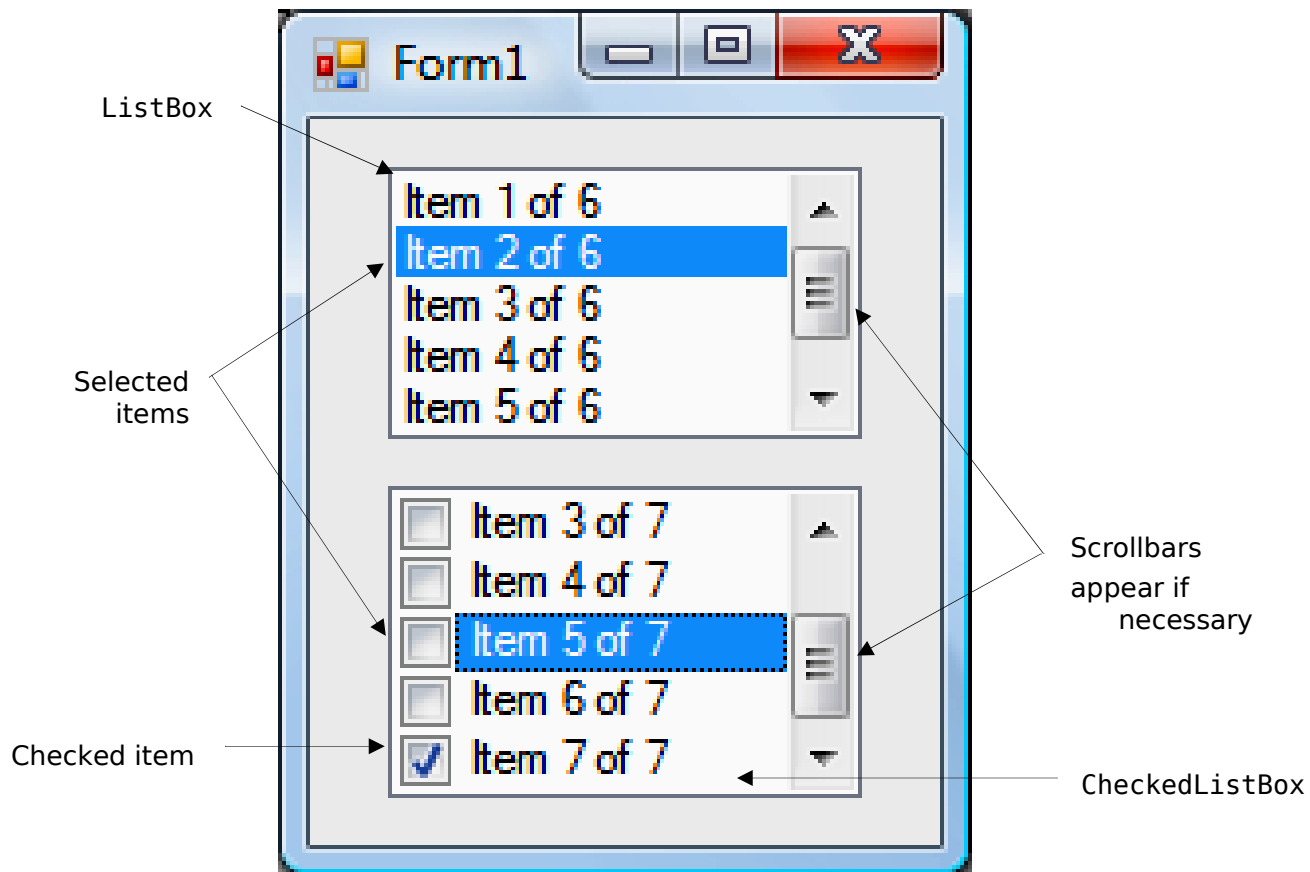 Form1
ListBox
Item 1 of 6
Item 2 of 6
Item 3 of 6
Item 4 of 6
Item 5 of 6
Selected
items
Item 3 of 7
Item 4 of 7
Item 5 of 7
Item 6 of 7
Item 7 of 7
Scrollbars
appear if
necessary
Checked item
CheckedListBox